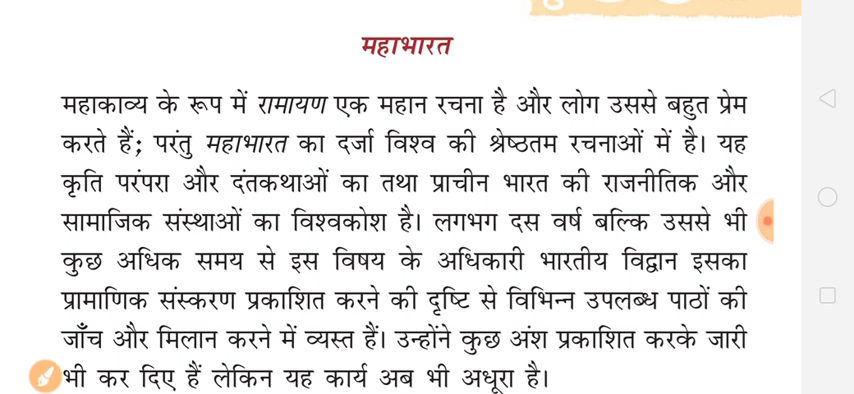 महाभारत
महाकाव्य के रूप में रामायण एक महान रचना है और लोग उससे बहुत प्रेम
करते हैं; परंतु महाभारत का दर्जा विश्व की श्रेष्ठतम रचनाओं में है। यह
कृति परंपरा और दंतकथाओं का तथा प्राचीन भारत की राजनीतिक और
सामाजिक संस्थाओं का विश्वकोश है। लगभग दस वर्ष बल्कि उससे भी
कुछ अधिक समय से इस विषय के अधिकारी भारतीय विद्वान इसका
प्रामाणिक संस्करण प्रकाशित करने की दृष्टि से विभिन्न उपलब्ध पाठों की
जाँच और मिलान करने में व्यस्त हैं। उन्होंने कुछ अंश प्रकाशित करके जारी
भी कर दिए हैं लेकिन यह कार्य अब भी अधूरा है।